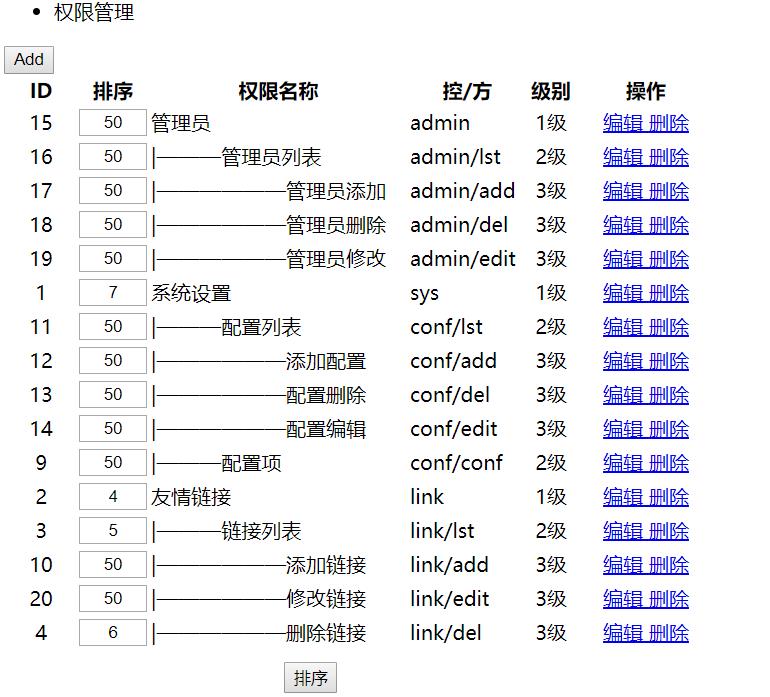 权限管理
Add
ID 排序 权限名称 控/方 级别 操作
15 50 管理员 admin 1级 编辑 删除
16 50 |———管理员列表 admin/lst 2级 编辑 删除
17 50 |——————管理员添加 admin/add 3级 编辑 删除
18 50 |——————管理员删除 admin/del 3级 编辑 删除
19 50 |——————管理员修改 admin/edit 3级 编辑 删除
1 7 系统设置 sys 1级 编辑 删除
11 50 |———配置列表 conf/lst 2级 编辑 删除
12 50 |——————添加配置 conf/add 3级 编辑 删除
13 50 |——————配置删除 conf/del 3级 编辑 删除
14 50 |——————配置编辑 conf/edit 3级 编辑 删除
9 50 |———配置项 conf/conf 2级 编辑 删除
2 4 友情链接 link 1级 编辑 删除
3 5 |———链接列表 link/lst 2级 编辑 删除
10 50 |——————添加链接 link/add 3级 编辑 删除
20 50 |——————修改链接 link/edit 3级 编辑 删除
4 6 |——————删除链接 link/del 3级 编辑 删除
排序